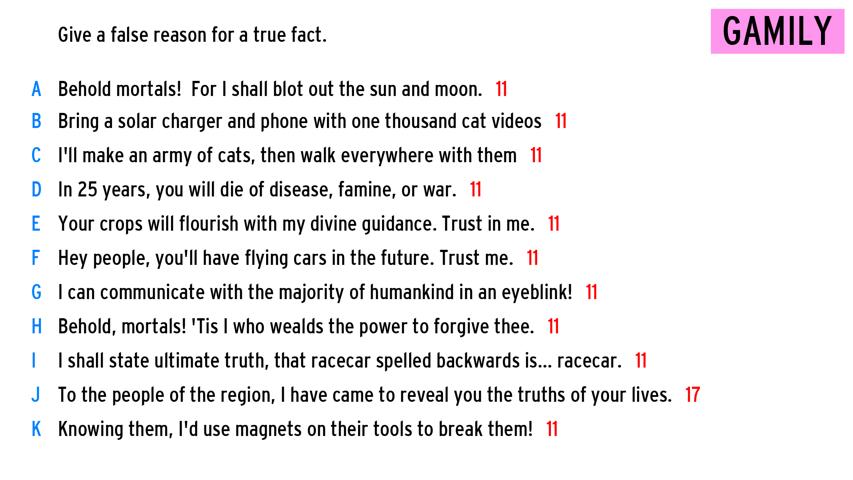 GAMILY
Give a false reason for a true fact.
A Behold mortals! For I shall blot out the sun and moon. 11
B Bring a solar charger and phone with one thousand cat videos 11
C I'll make an army of cats, then walk everywhere with them 11
D In 25 years, you will die of disease, famine, or war. 11
E Your crops will flourish with my divine guidance. Trust in me. 11
F Hey people, you'll have flying cars in the future. Trust me. 11
G I can communicate with the majority of humankind in an eyeblink! 11
H Behold, mortals! 'Tis I who wealds the power to forgive thee. 11
I I shall state ultimate truth, that racecar spelled backwards is... racecar. 11
J To the people of the region, I have came to reveal you the truths of your lives. 17
K Knowing them, I'd use magnets on their tools to break them! 11